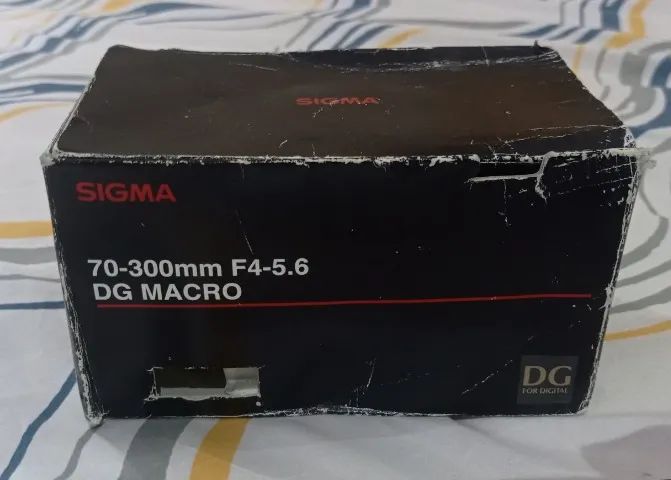 SIGMA
SIGMA
70-300mm F4-5.6
DG MACRO
DG
FOR DIGITAL